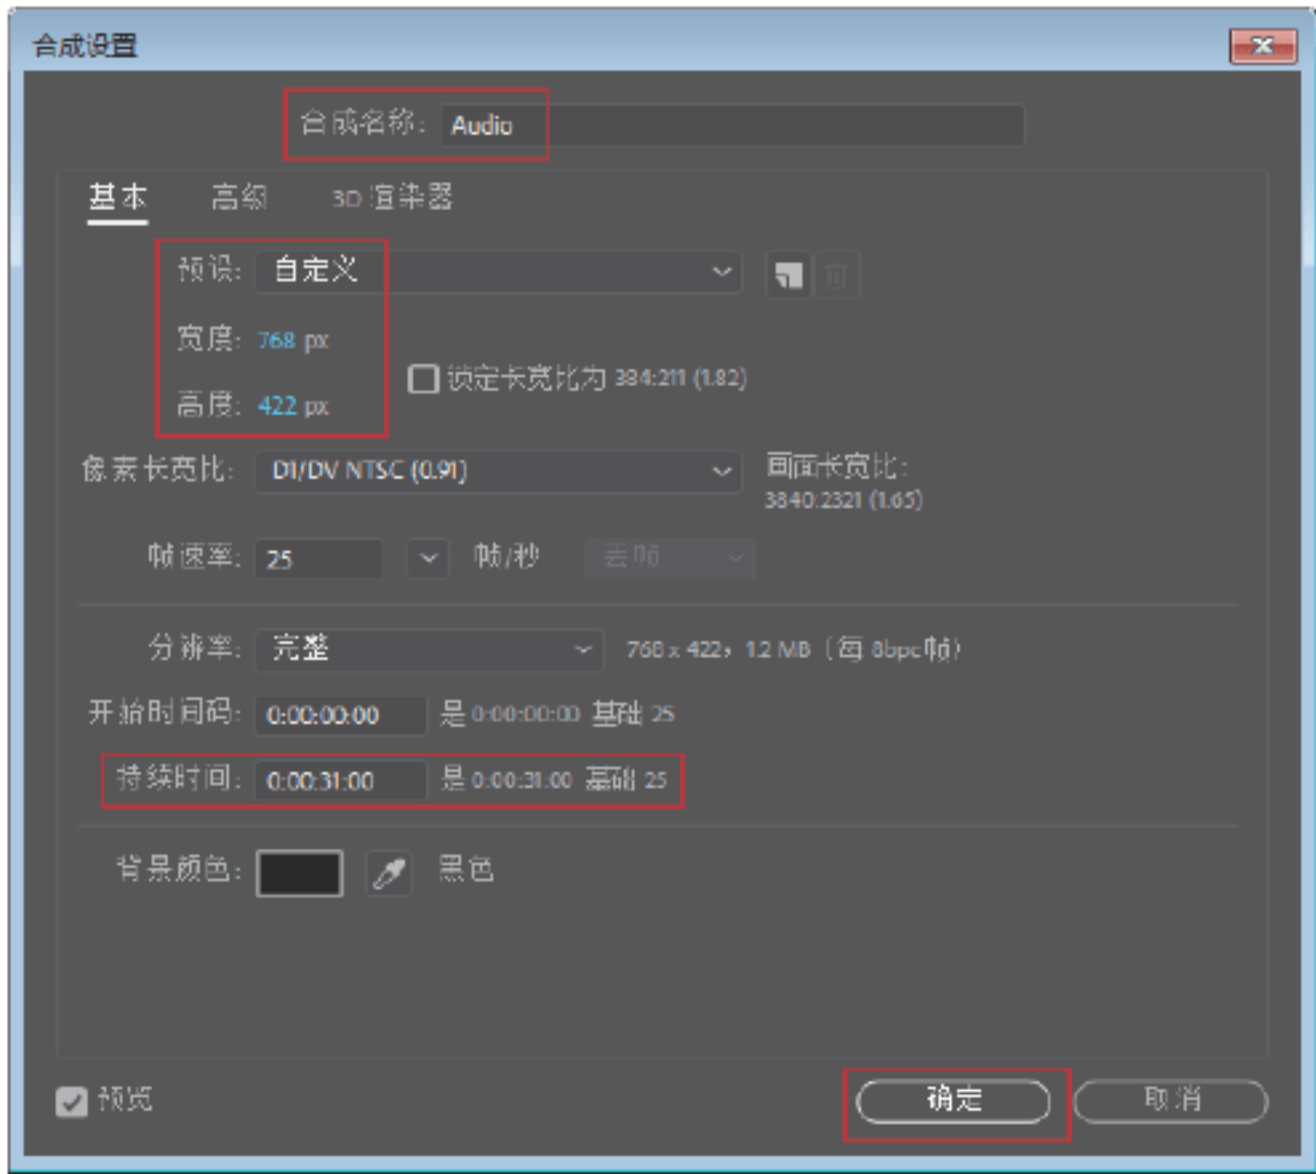 合成设置
合成名称: Audio
基本 高级 3D 渲染器
预设: 自定义
宽度: 768 px
锁定长宽比为 384:211 (1.82)
高度: 422 px
像素长宽比: D1/DV NTSC (0.91) 画面长宽比:
3840:2321 (1.65)
帧速率: 25 帧/秒 丢帧
分辨率: 完整 768 x 422, 1.2 MB (每 8bpc 帧)
开始时间码: 0:00:00:00 是 0:00:00:00 基础 25
持续时间: 0:00:31:00 是 0:00:31:00 基础 25
背景颜色: 黑色
预览 确定 取消